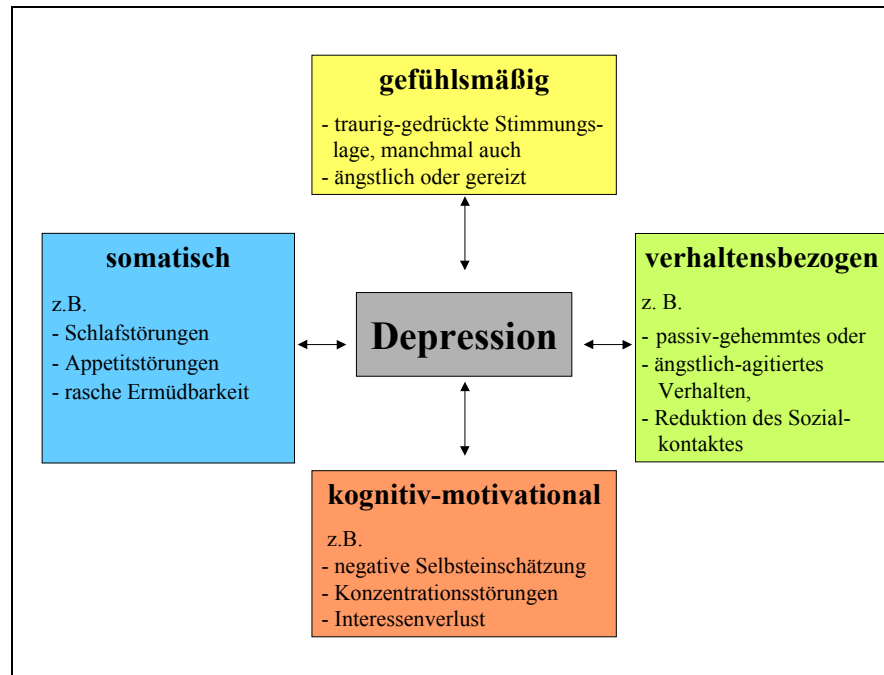 gefühlsmäßig
- traurig-gedrückte Stimmungs-
lage, manchmal auch
- ängstlich oder gereizt
somatisch
z.B.
- Schlafstörungen
- Appetitstörungen
- rasche Ermüdbarkeit
Depression
verhaltensbezogen
z. B.
- passiv-gehemmtes oder
- ängstlich-agitiertes
Verhalten,
- Reduktion des Sozial-
kontaktes
kognitiv-motivational
z.B.
- negative Selbsteinschätzung
- Konzentrationsstörungen
- Interessenverlust